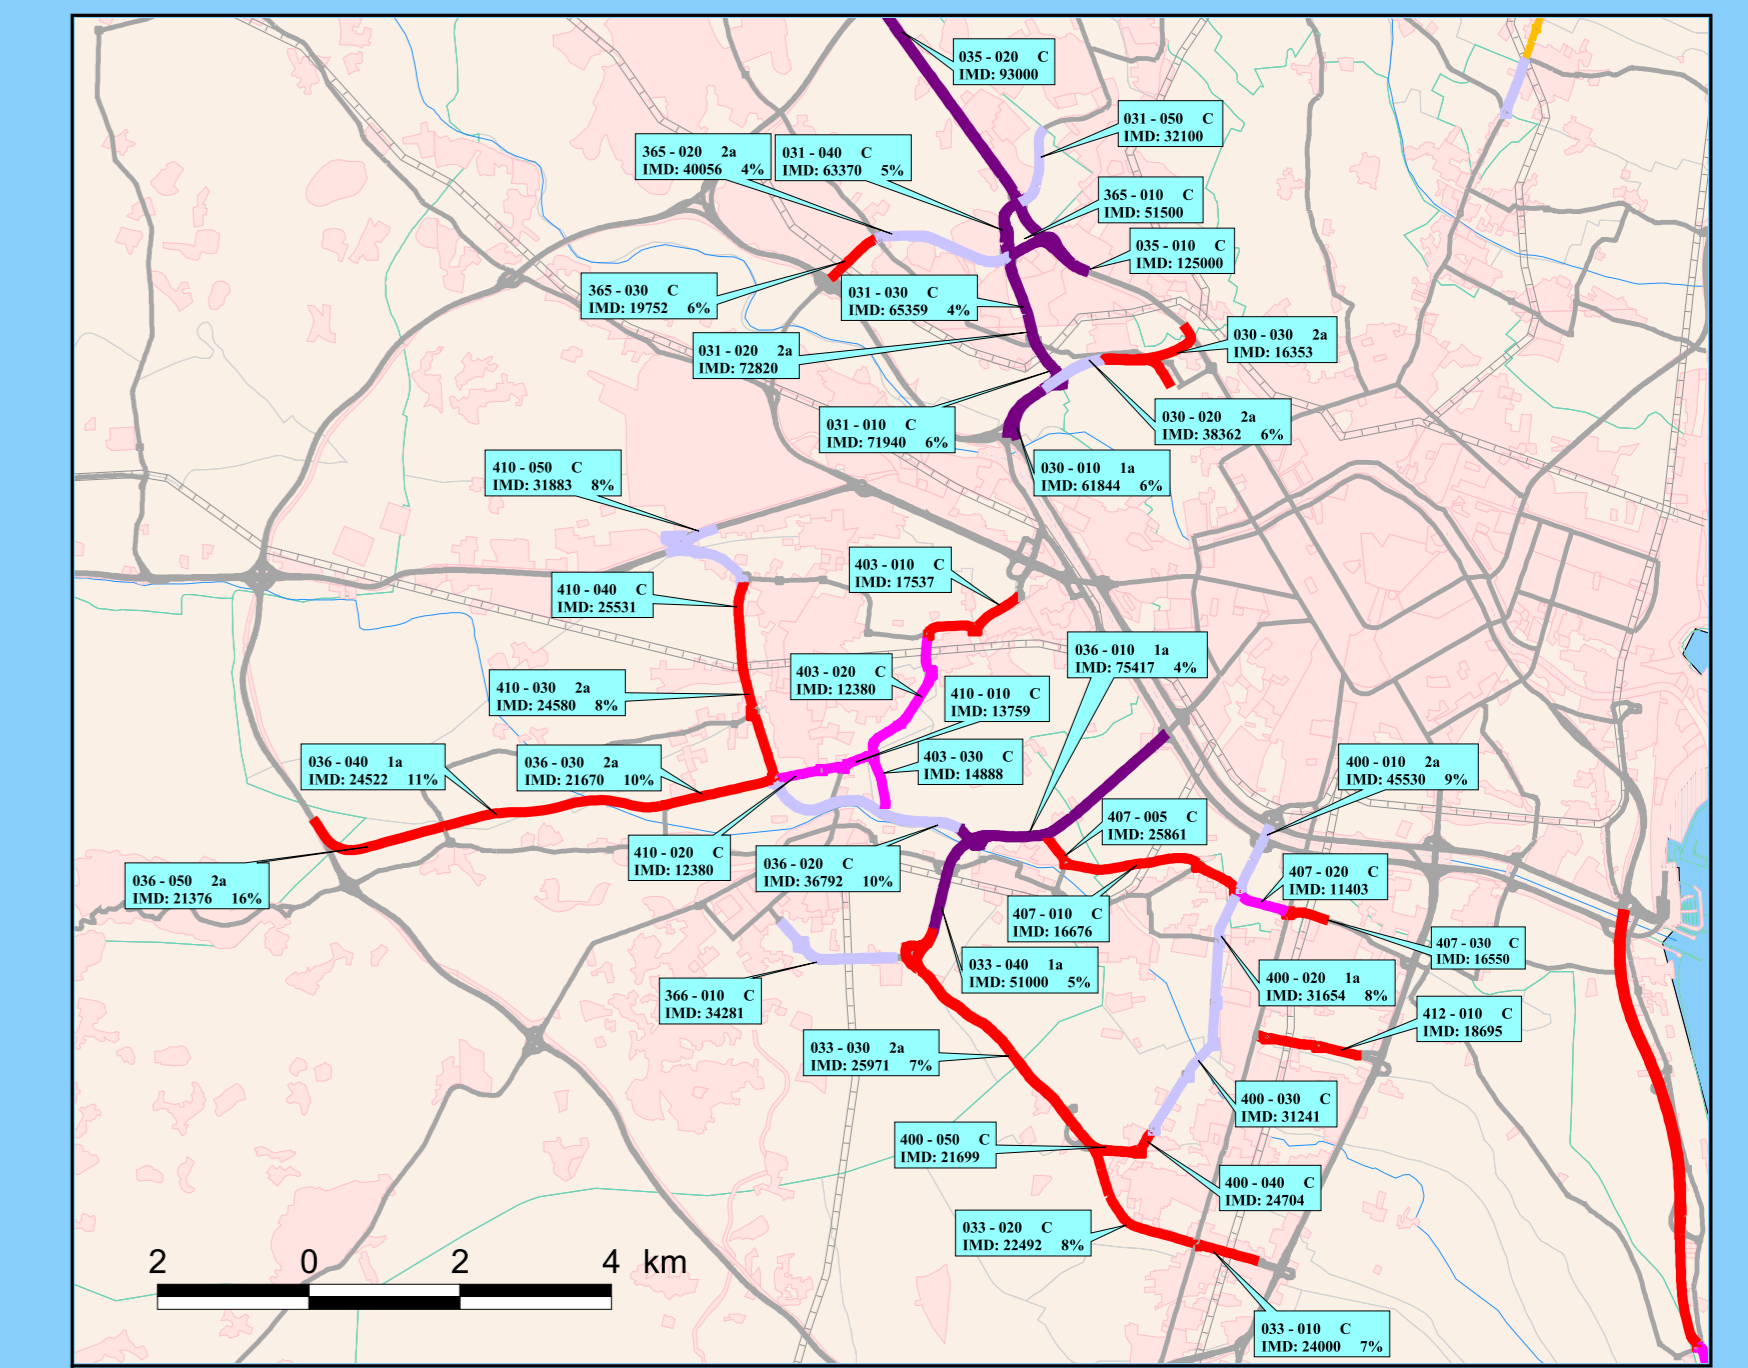 035 - 020 C
IMD: 93000
031 - 050 C
IMD: 32100
365 - 020 2a
IMD: 40056 4%
031 - 040 C
IMD: 63370 5%
365 - 010 C
IMD: 51500
035 - 010 C
IMD: 125000
365 - 030 C
IMD: 19752 6%
031 - 030 C
IMD: 65359 4%
030 - 030 2a
IMD: 16353
031 - 020 2a
IMD: 72820
031 - 010 C
IMD: 71940 6%
030 - 020 2a
IMD: 38362 6%
410 - 050 C
IMD: 31883 8%
030 - 010 1a
IMD: 61844 6%
403 - 010 C
IMD: 17537
410 - 040 C
IMD: 25531
036 - 010 1a
IMD: 75417 4%
403 - 020 C
IMD: 12380
410 - 030 2a
IMD: 24580 8%
410 - 010 C
IMD: 13759
036 - 040 1a
IMD: 24522 11%
036 - 030 2a
IMD: 21670 10%
403 - 030 C
IMD: 14888
400 - 010 2a
IMD: 45530 9%
407 - 005 C
IMD: 25861
410 - 020 C
IMD: 12380
036 - 020 C
IMD: 36792 10%
036 - 050 2a
IMD: 21376 16%
407 - 020 C
IMD: 11403
407 - 010 C
IMD: 16676
407 - 030 C
IMD: 16550
033 - 040 1a
IMD: 51000 5%
400 - 020 1a
IMD: 31654 8%
366 - 010 C
IMD: 34281
412 - 010 C
IMD: 18695
033 - 030 2a
IMD: 25971 7%
400 - 030 C
IMD: 31241
400 - 050 C
IMD: 21699
400 - 040 C
IMD: 24704
033 - 020 C
IMD: 22492 8%
033 - 010 C
IMD: 24000 7%
2 0 2 4 km